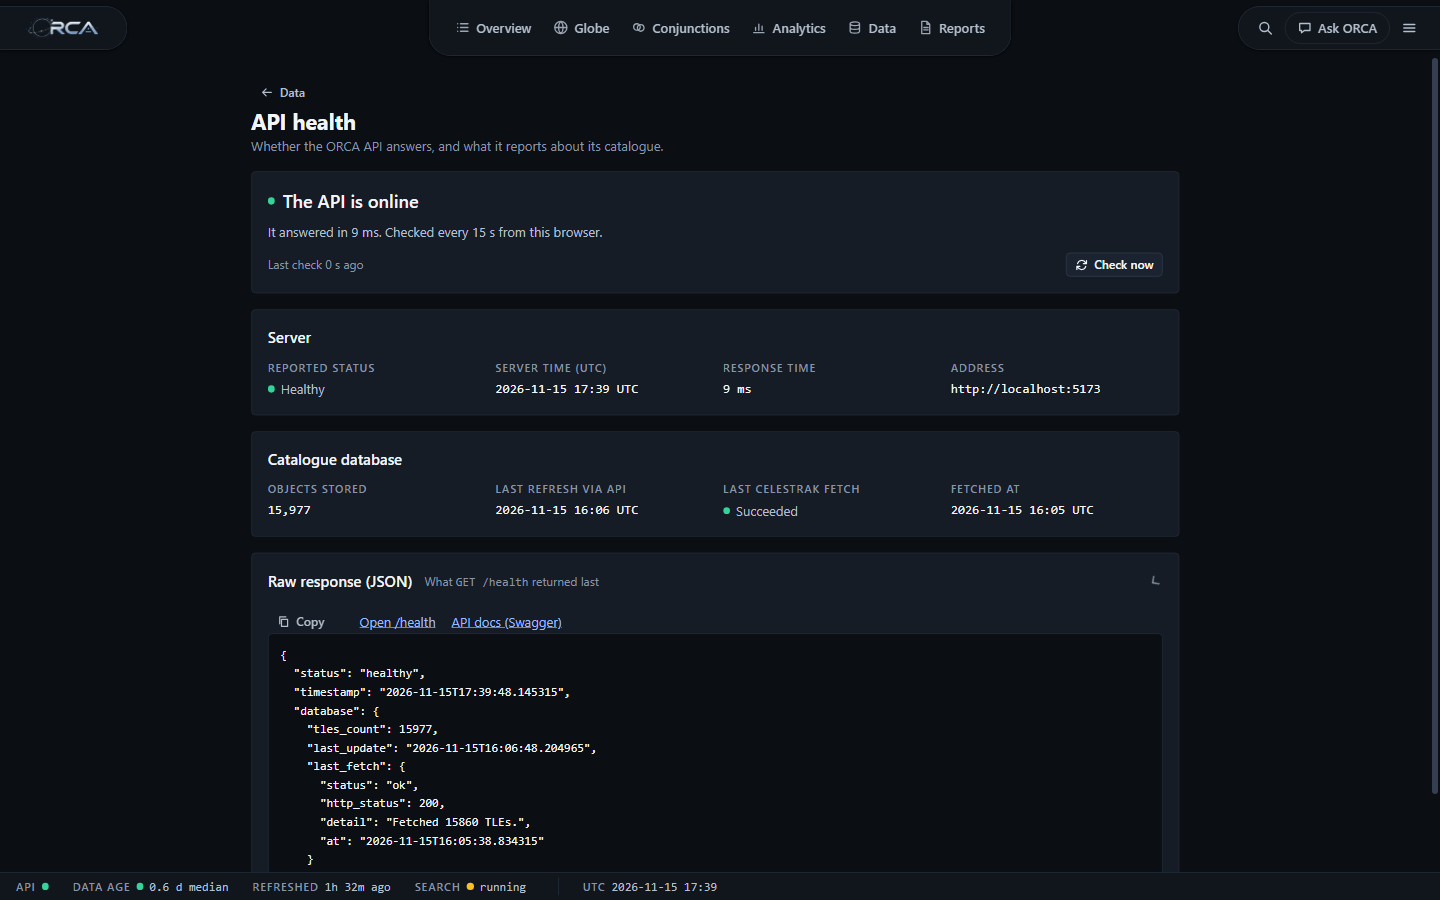 ORCA
Overview
Globe
Conjunctions
Analytics
Data
Reports
Ask ORCA
Data
API health
Whether the ORCA API answers, and what it reports about its catalogue.
The API is online
It answered in 9 ms. Checked every 15 s from this browser.
Last check 0 s ago
Check now
Server
REPORTED STATUS
Healthy
SERVER TIME (UTC)
2026-11-15 17:39 UTC
RESPONSE TIME
9 ms
ADDRESS
http://localhost:5173
Catalogue database
OBJECTS STORED
15,977
LAST REFRESH VIA API
2026-11-15 16:06 UTC
LAST CELESTRAK FETCH
Succeeded
FETCHED AT
2026-11-15 16:05 UTC
Raw response (JSON) What GET /health returned last
Copy
Open /health
API docs (Swagger)
{
"status": "healthy",
"timestamp": "2026-11-15T17:39:48.145315",
"database": {
"tles_count": 15977,
"last_update": "2026-11-15T16:06:48.204965",
"last_fetch": {
"status": "ok",
"http_status": 200,
"detail": "Fetched 15860 TLEs.",
"at": "2026-11-15T16:05:38.834315"
}
API
DATA AGE 0.6 d median
REFRESHED 1h 32m ago
SEARCH running
UTC 2026-11-15 17:39